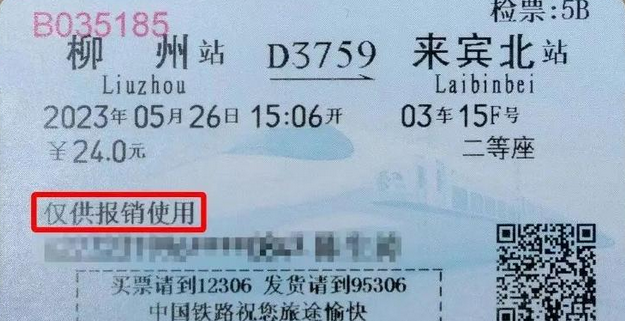 B035185 检票:5B
柳 州 站 D3759 来宾北站
Liuzhou Laibinbei
2023年05月26日 15:06开 03车15F号
￥24.0元 二等座
仅供报销使用
买票请到12306 发货请到95306
中国铁路祝您旅途愉快